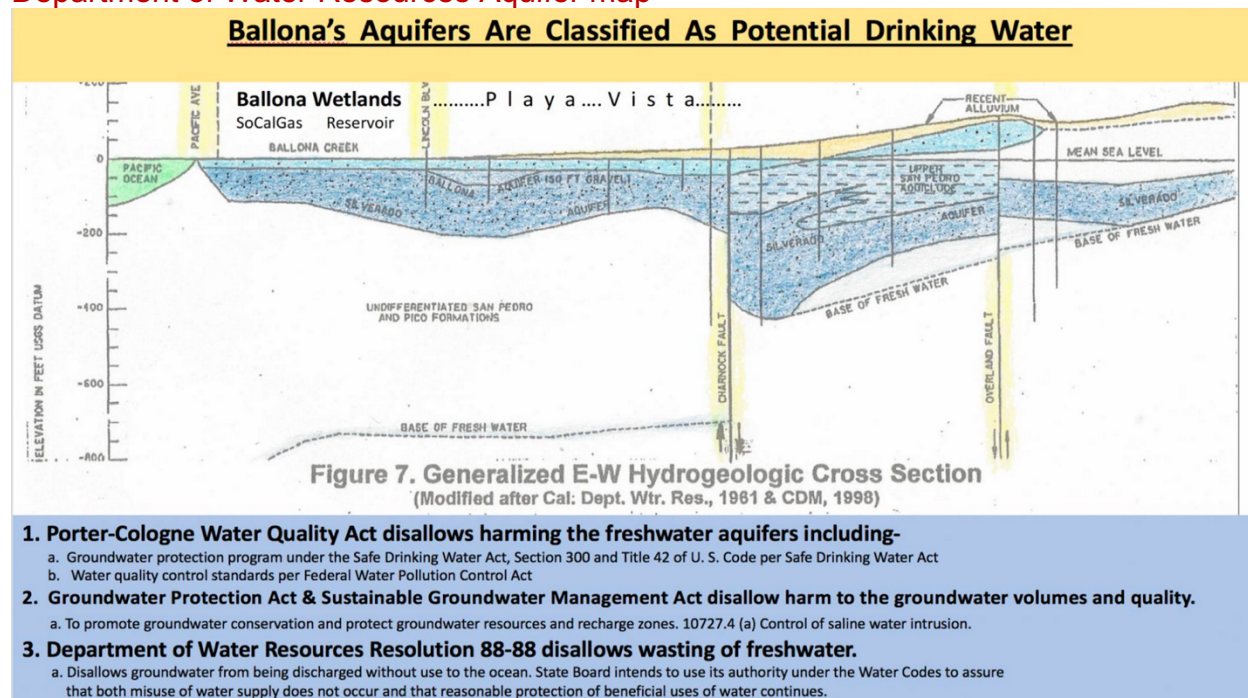 Department of Water Resources Aquifer map
Ballona's Aquifers Are Classified As Potential Drinking Water
+200
PACIFIC AVE
Ballona Wetlands
SoCalGas Reservoir
LINCOLN BLV
..........P l a y a .... V i s t a.........
RECENT
ALLUVIUM
BALLONA CREEK
MEAN SEA LEVEL
0
PACIFIC
OCEAN
BALLONA AQUIFER (50 FT GRAVEL)
UPPER
SAN PEDRO
AQUICLUDE
SILVERADO AQUIFER
SILVERADO AQUIFER
SILVERADO
-200
BASE OF FRESH WATER
BASE OF FRESH WATER
UNDIFFERENTIATED SAN PEDRO
AND PICO FORMATIONS
-400
ELEVATION IN FEET USGS DATUM
CHARNOCK FAULT
OVERLAND FAULT
-600
BASE OF FRESH WATER
-800
Figure 7. Generalized E-W Hydrogeologic Cross Section
(Modified after Cal: Dept. Wtr. Res., 1961 & CDM, 1998)
1. Porter-Cologne Water Quality Act disallows harming the freshwater aquifers including-
a. Groundwater protection program under the Safe Drinking Water Act, Section 300 and Title 42 of U. S. Code per Safe Drinking Water Act
b. Water quality control standards per Federal Water Pollution Control Act
2. Groundwater Protection Act & Sustainable Groundwater Management Act disallow harm to the groundwater volumes and quality.
a. To promote groundwater conservation and protect groundwater resources and recharge zones. 10727.4 (a) Control of saline water intrusion.
3. Department of Water Resources Resolution 88-88 disallows wasting of freshwater.
a. Disallows groundwater from being discharged without use to the ocean. State Board intends to use its authority under the Water Codes to assure
that both misuse of water supply does not occur and that reasonable protection of beneficial uses of water continues.